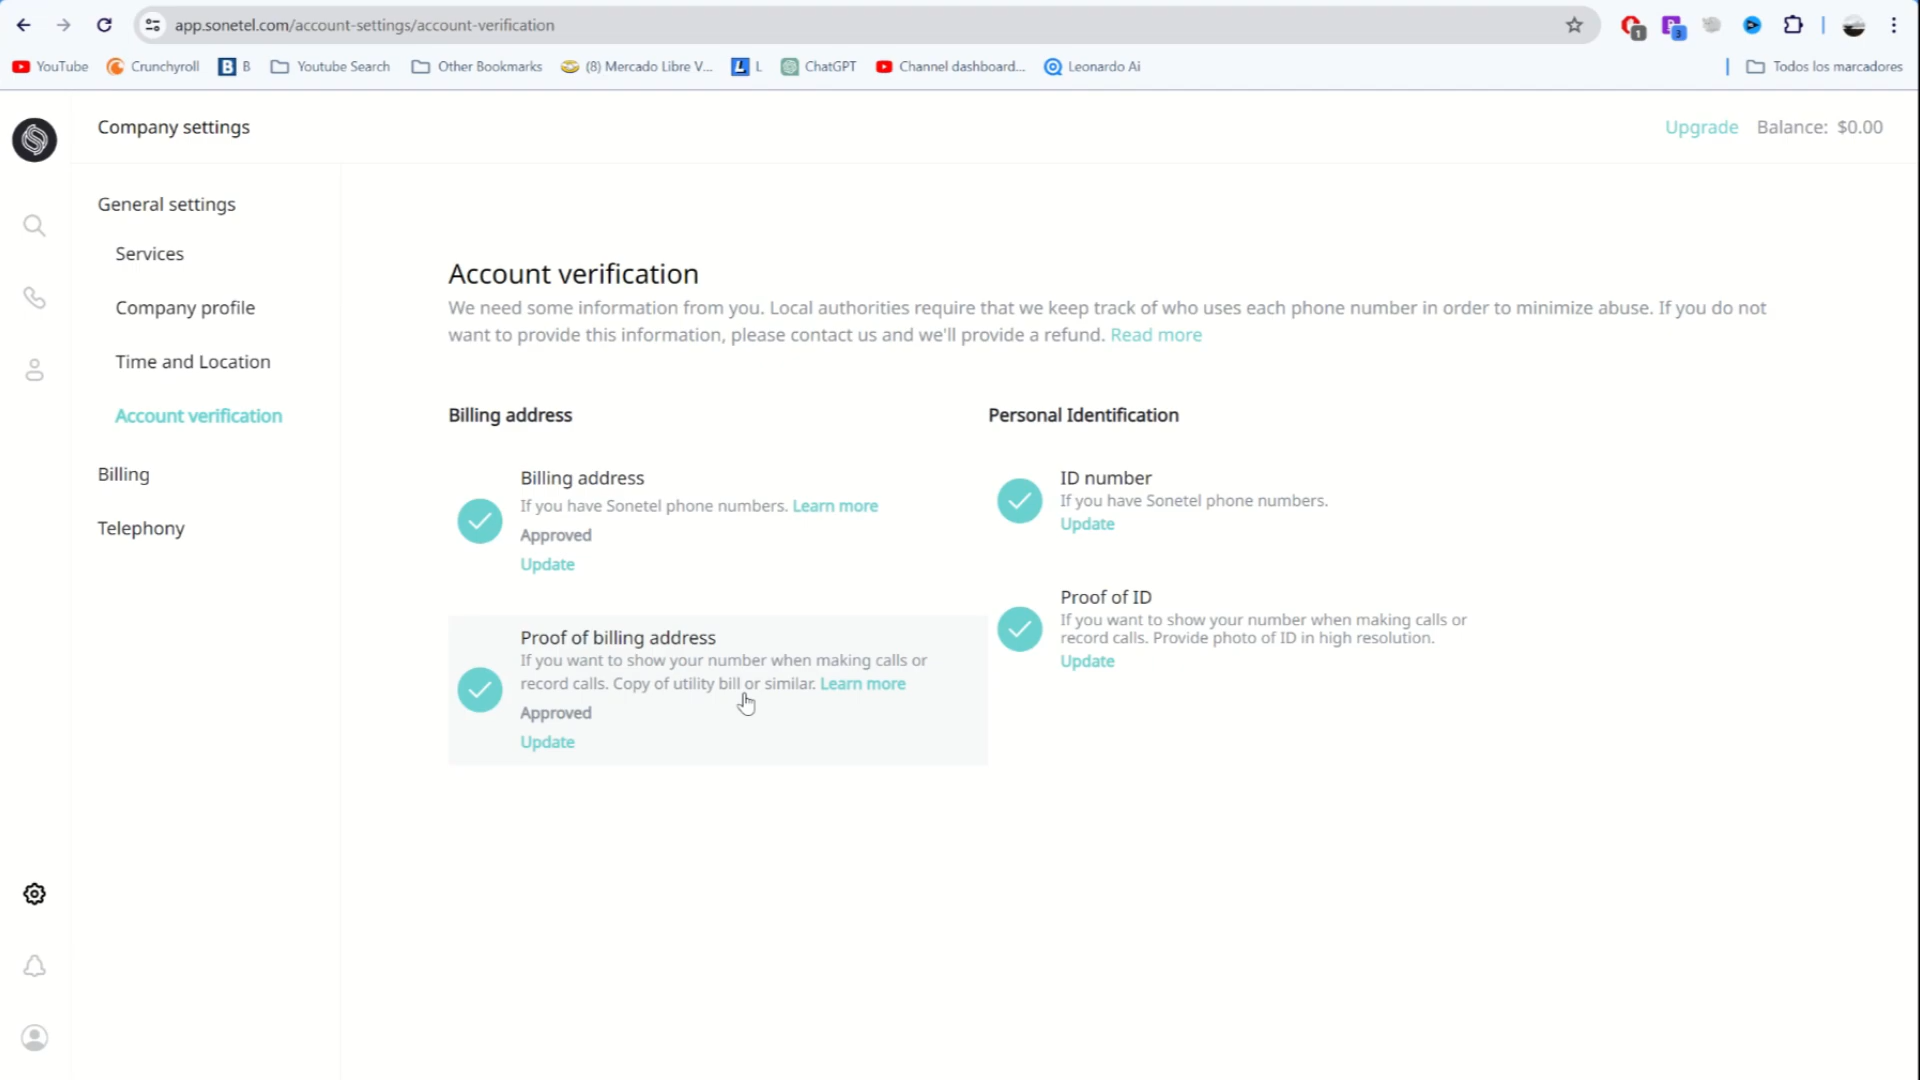 app.sonetel.com/account-settings/account-verification
1
3
YouTube
Crunchyroll
B
B
Youtube Search
Other Bookmarks
(8) Mercado Libre V...
L
L
ChatGPT
Channel dashboard...
Leonardo Ai
Todos los marcadores
Company settings
Upgrade
Balance: $0.00
General settings
Services
Company profile
Time and Location
Account verification
Billing
Telephony
Account verification
We need some information from you. Local authorities require that we keep track of who uses each phone number in order to minimize abuse. If you do not
want to provide this information, please contact us and we'll provide a refund. Read more
Billing address
Billing address
If you have Sonetel phone numbers. Learn more
Approved
Update
Proof of billing address
If you want to show your number when making calls or
record calls. Copy of utility bill or similar. Learn more
Approved
Update
Personal Identification
ID number
If you have Sonetel phone numbers.
Update
Proof of ID
If you want to show your number when making calls or
record calls. Provide photo of ID in high resolution.
Update